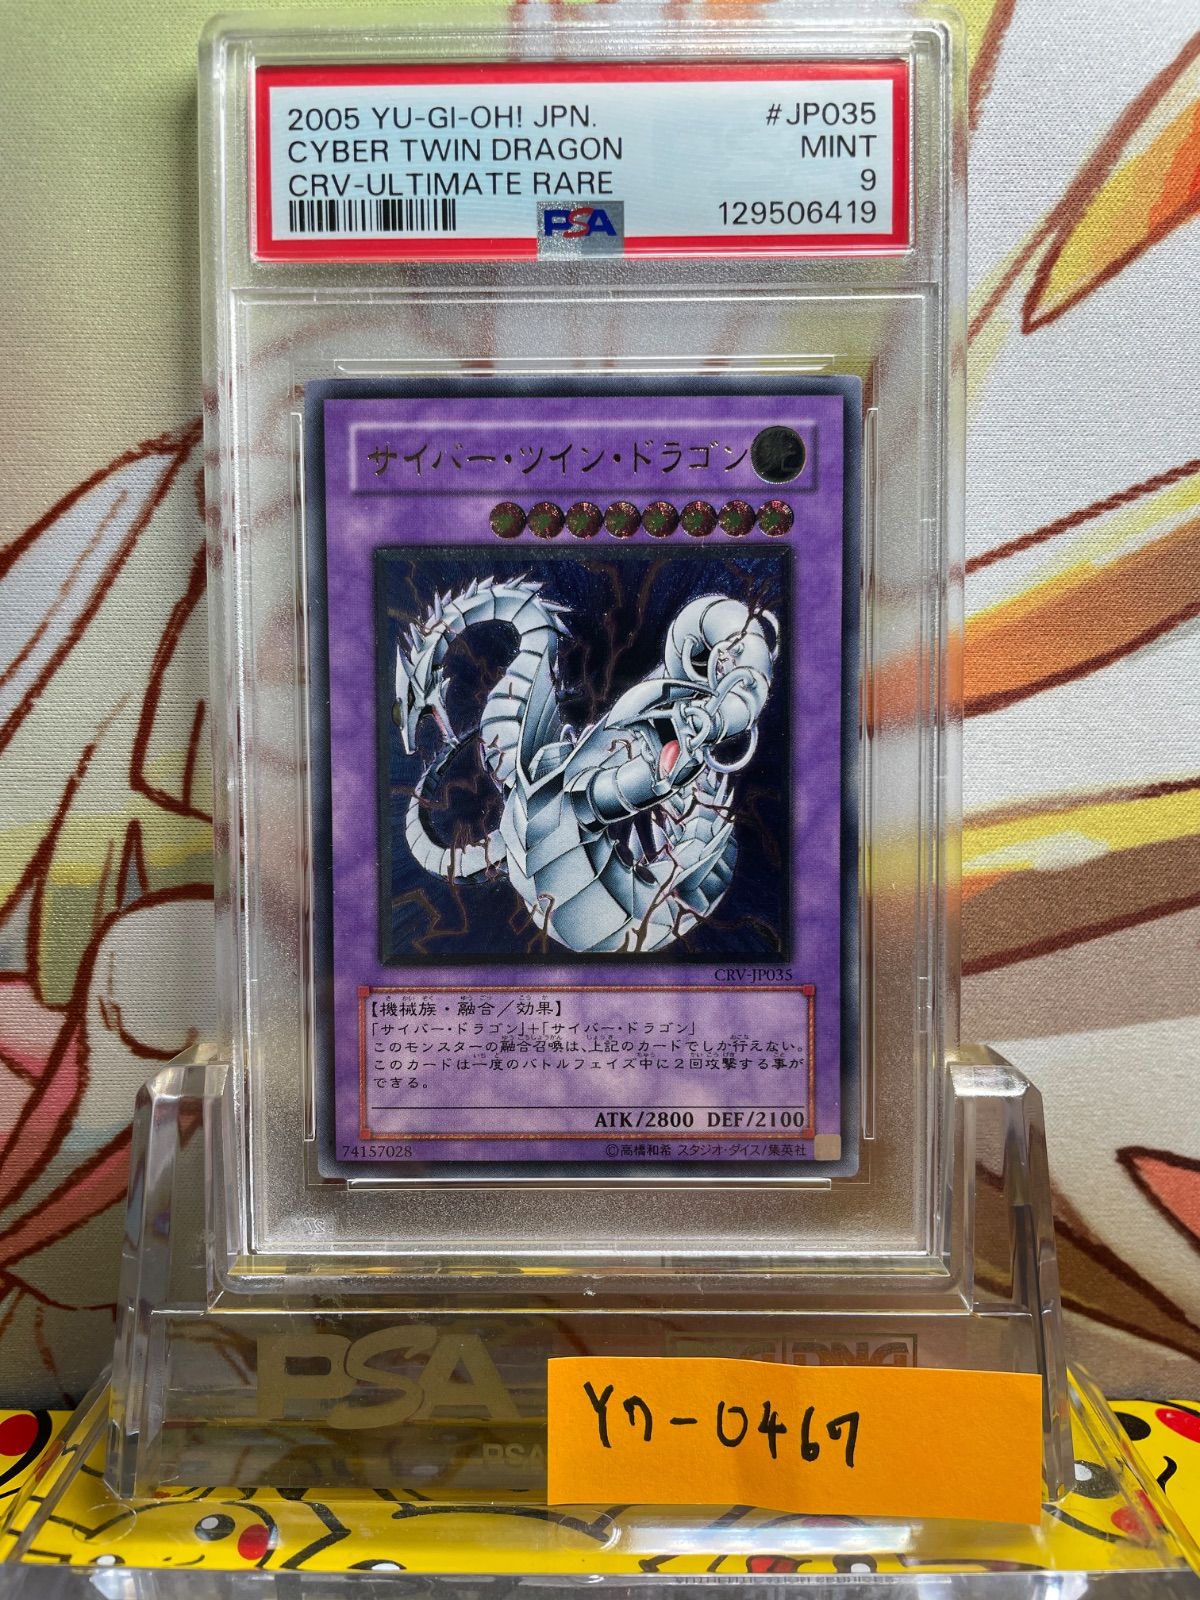 2005 YU-GI-OH! JPN. #JP035
CYBER TWIN DRAGON MINT
CRV-ULTIMATE RARE 9
PSA 129506419
サイバー・ツイン・ドラゴン
CRV-JP035
【機械族・融合／効果】
「サイバー・ドラゴン」＋「サイバー・ドラゴン」
このモンスターの融合召喚は、上記のカードでしか行えない。
このカードは一度のバトルフェイズ中に２回攻撃する事が
できる。
ATK/2800 DEF/2100
74157028 ©高橋和希 スタジオ・ダイス/集英社
PSA
PSA
Y7-0467